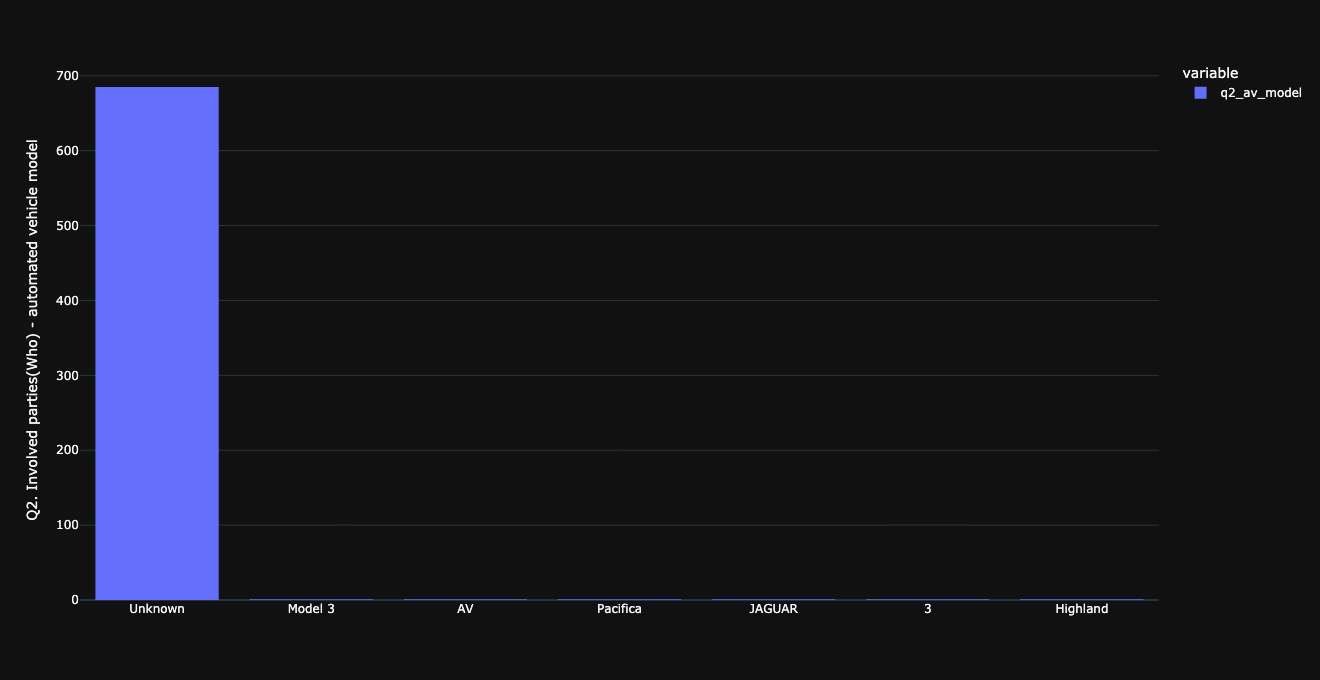 variable
q2_av_model
Q2. Involved parties(Who) - automated vehicle model
700
600
500
400
300
200
100
0
Unknown
Model 3
AV
Pacifica
JAGUAR
3
Highland